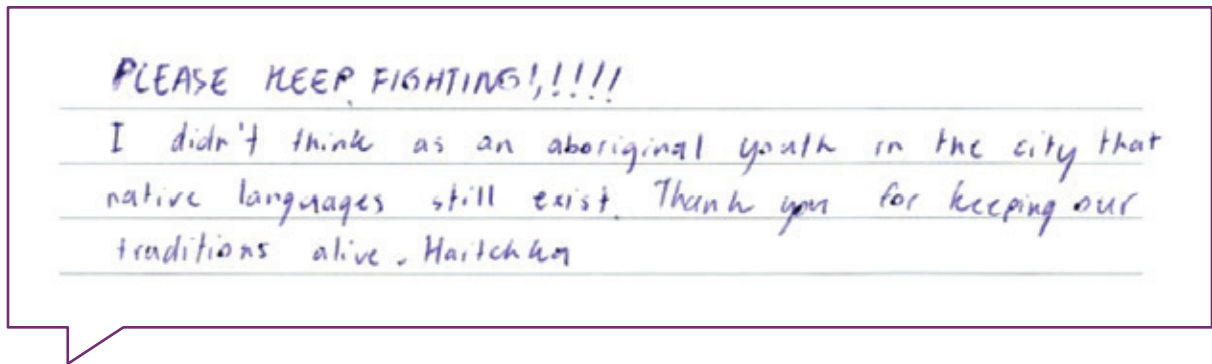 PLEASE KEEP FIGHTING!,!!!!
I didn't think as an aboriginal youth in the city that
native languages still exist. Thank you for keeping our
traditions alive. Haitchka